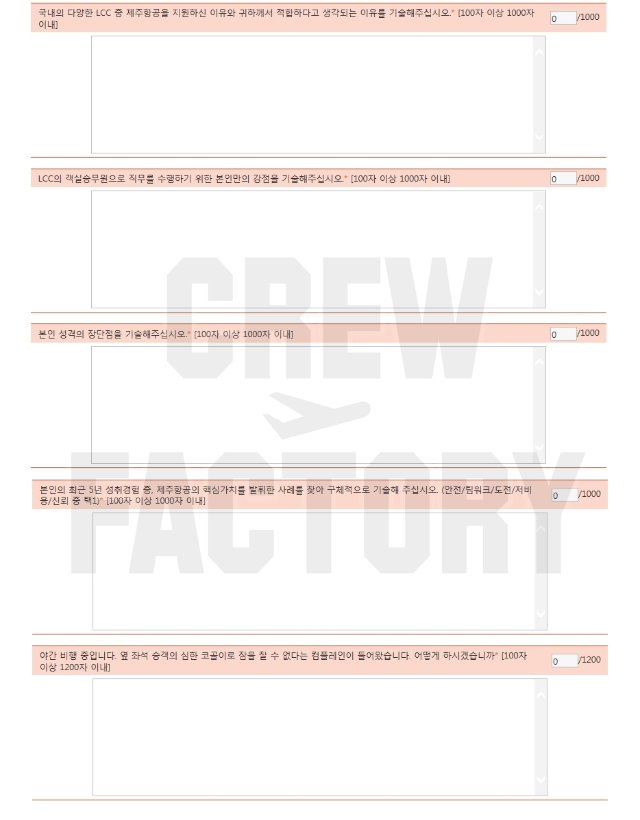 국내의 다양한 LCC 중 제주항공을 지원하신 이유와 귀하께서 적합하다고 생각되는 이유를 기술해주십시오.* [100자 이상 1000자
이내]
0 /1000
LCC의 객실승무원으로 직무를 수행하기 위한 본인만의 강점을 기술해주십시오.* [100자 이상 1000자 이내]
0 /1000
CREW
본인 성격의 장단점을 기술해주십시오.* [100자 이상 1000자 이내]
0 /1000
FACTORY
본인의 최근 5년 성취경험 중, 제주항공의 핵심가치를 발휘한 사례를 찾아 구체적으로 기술해 주십시오. (안전/팀워크/도전/저비
용/신뢰 중 택1)* [100자 이상 1000자 이내]
0 /1000
야간 비행 중입니다. 옆 좌석 승객의 심한 코골이로 잠을 잘 수 없다는 컴플레인이 들어왔습니다. 어떻게 하시겠습니까* [100자
이상 1200자 이내]
0 /1200